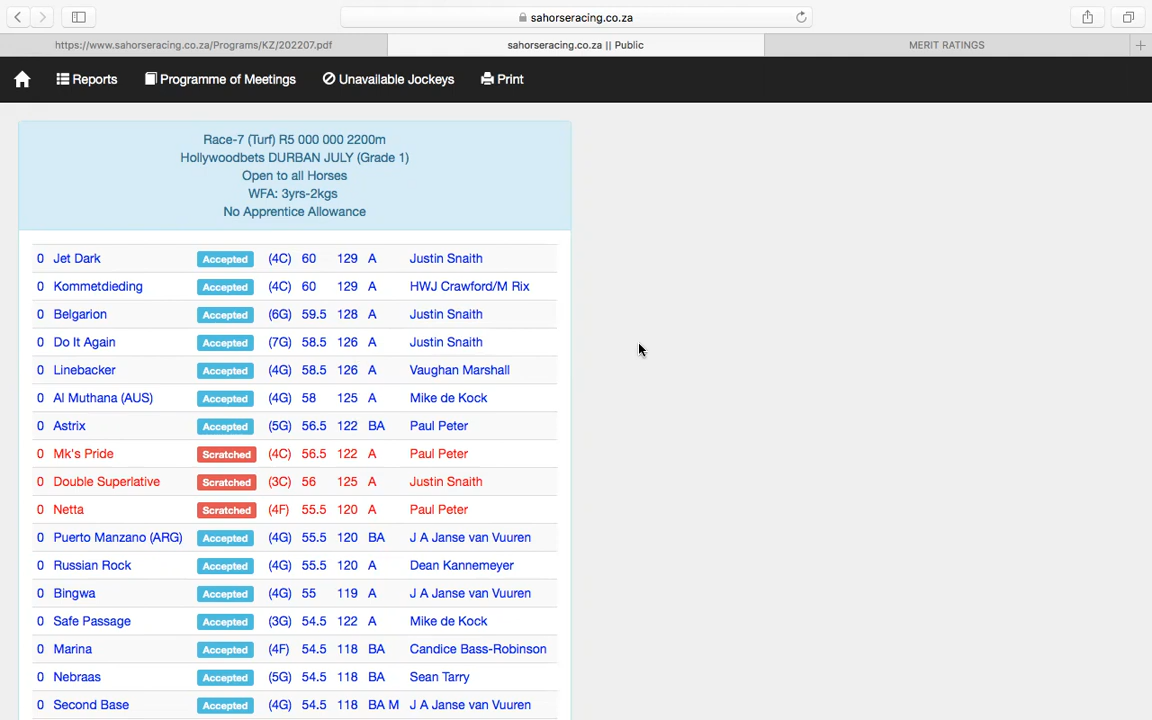 sahorseracing.co.za
https://www.sahorseracing.co.za/Programs/KZ/202207.pdf
sahorseracing.co.za || Public
MERIT RATINGS
Reports Programme of Meetings Unavailable Jockeys Print
Race-7 (Turf) R5 000 000 2200m
Hollywoodbets DURBAN JULY (Grade 1)
Open to all Horses
WFA: 3yrs-2kgs
No Apprentice Allowance
0 Jet Dark Accepted (4C) 60 129 A Justin Snaith
0 Kommetdieding Accepted (4C) 60 129 A HWJ Crawford/M Rix
0 Belgarion Accepted (6G) 59.5 128 A Justin Snaith
0 Do It Again Accepted (7G) 58.5 126 A Justin Snaith
0 Linebacker Accepted (4G) 58.5 126 A Vaughan Marshall
0 Al Muthana (AUS) Accepted (4G) 58 125 A Mike de Kock
0 Astrix Accepted (5G) 56.5 122 BA Paul Peter
0 Mk's Pride Scratched (4C) 56.5 122 A Paul Peter
0 Double Superlative Scratched (3C) 56 125 A Justin Snaith
0 Netta Scratched (4F) 55.5 120 A Paul Peter
0 Puerto Manzano (ARG) Accepted (4G) 55.5 120 BA J A Janse van Vuuren
0 Russian Rock Accepted (4G) 55.5 120 A Dean Kannemeyer
0 Bingwa Accepted (4G) 55 119 A J A Janse van Vuuren
0 Safe Passage Accepted (3G) 54.5 122 A Mike de Kock
0 Marina Accepted (4F) 54.5 118 BA Candice Bass-Robinson
0 Nebraas Accepted (5G) 54.5 118 BA Sean Tarry
0 Second Base Accepted (4G) 54.5 118 BA M J A Janse van Vuuren